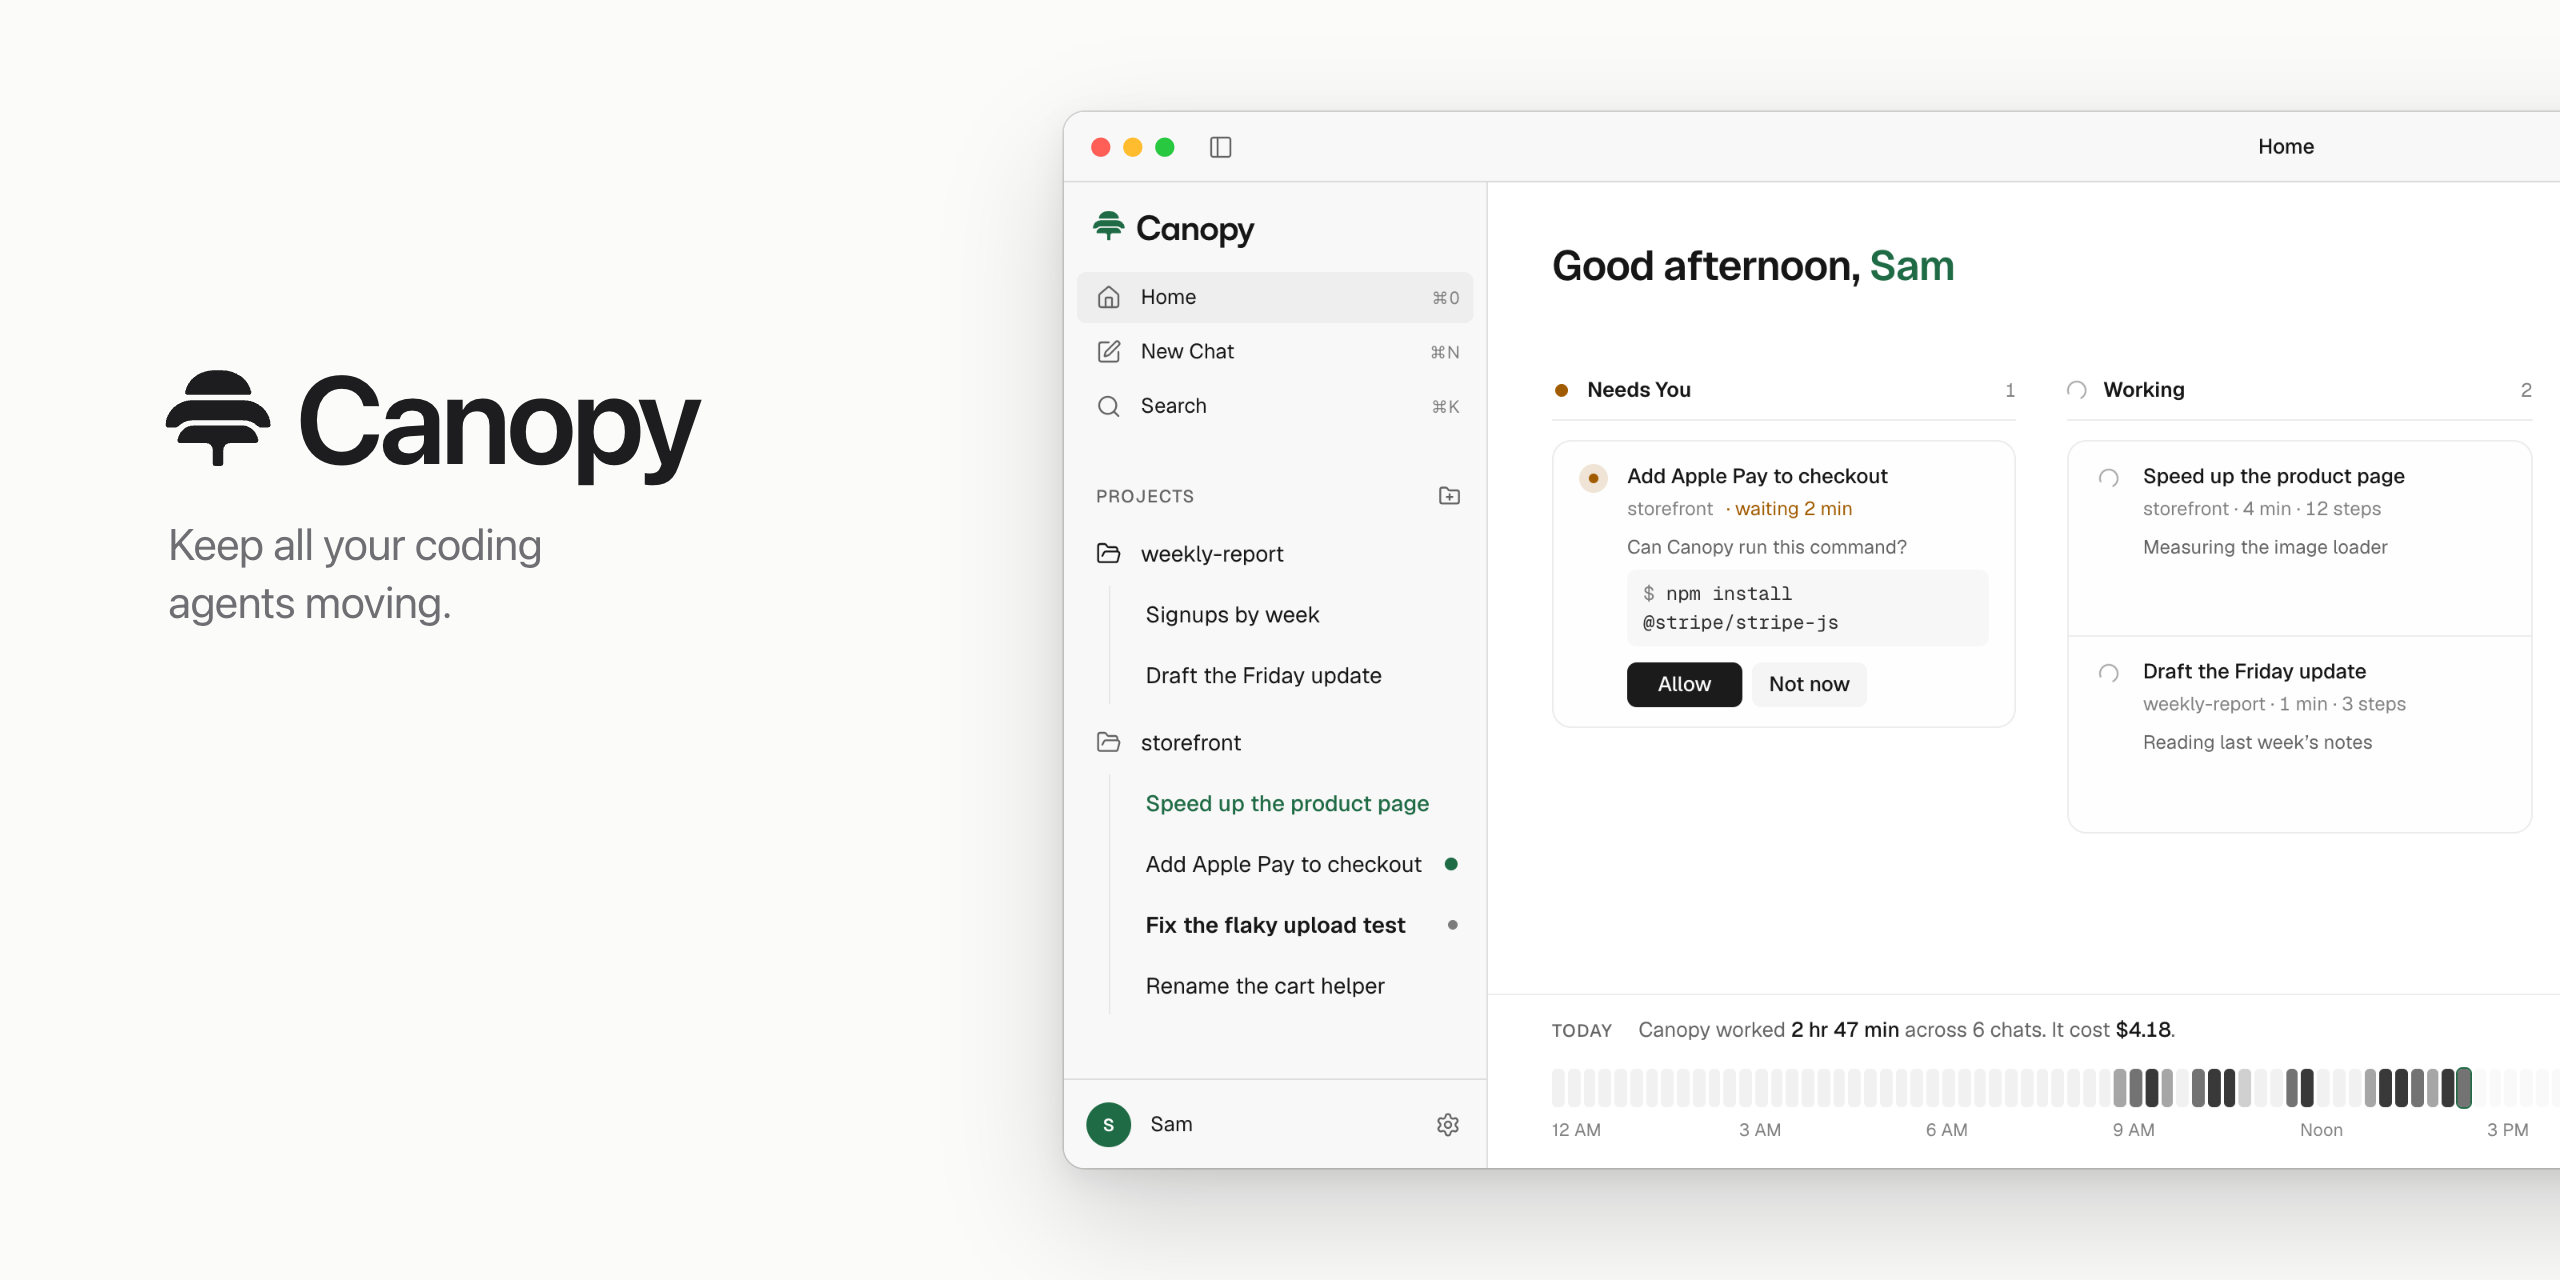 Canopy
Keep all your coding
agents moving.
Home
Canopy
Home ⌘0
New Chat ⌘N
Search ⌘K
PROJECTS
weekly-report
Signups by week
Draft the Friday update
storefront
Speed up the product page
Add Apple Pay to checkout
Fix the flaky upload test
Rename the cart helper
S Sam
Good afternoon, Sam
Needs You 1
Add Apple Pay to checkout
storefront · waiting 2 min
Can Canopy run this command?
$ npm install
@stripe/stripe-js
Allow Not now
Working 2
Speed up the product page
storefront · 4 min · 12 steps
Measuring the image loader
Draft the Friday update
weekly-report · 1 min · 3 steps
Reading last week’s notes
TODAY Canopy worked 2 hr 47 min across 6 chats. It cost $4.18.
12 AM 3 AM 6 AM 9 AM Noon 3 PM